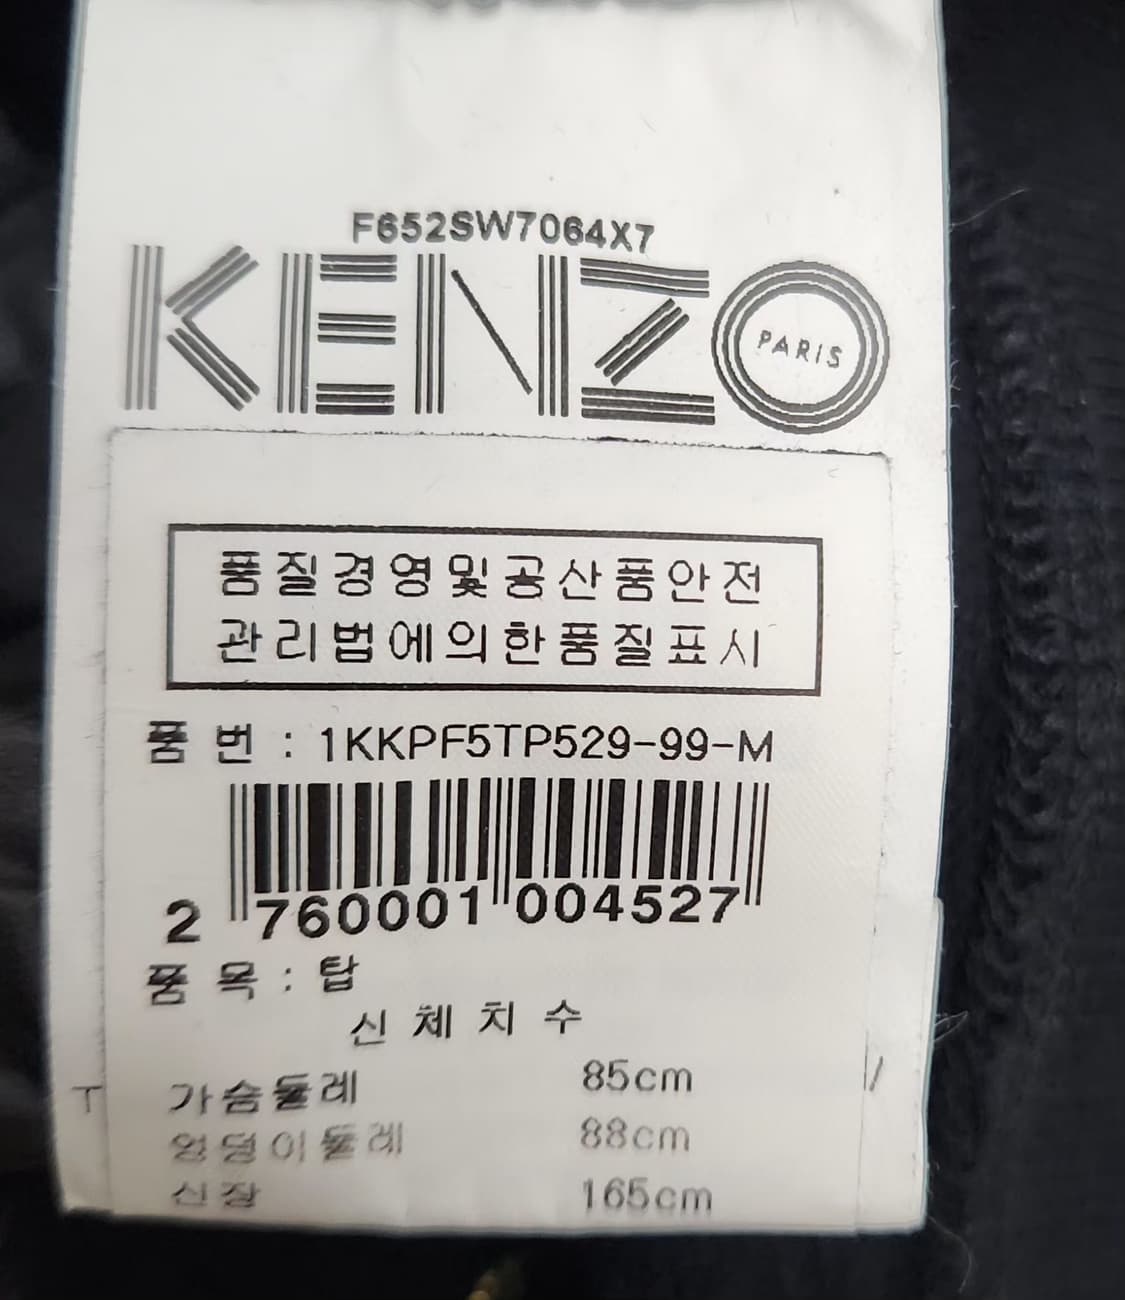 F652SW7064X7
KENZO
PARIS
품질경영및공산품안전
관리법에의한품질표시
품 번 : 1KKPF5TP529-99-M
2 760001 004527
품 목 : 탑
신 체 치 수
가슴둘레 85cm
엉덩이둘레 88cm
신장 165cm